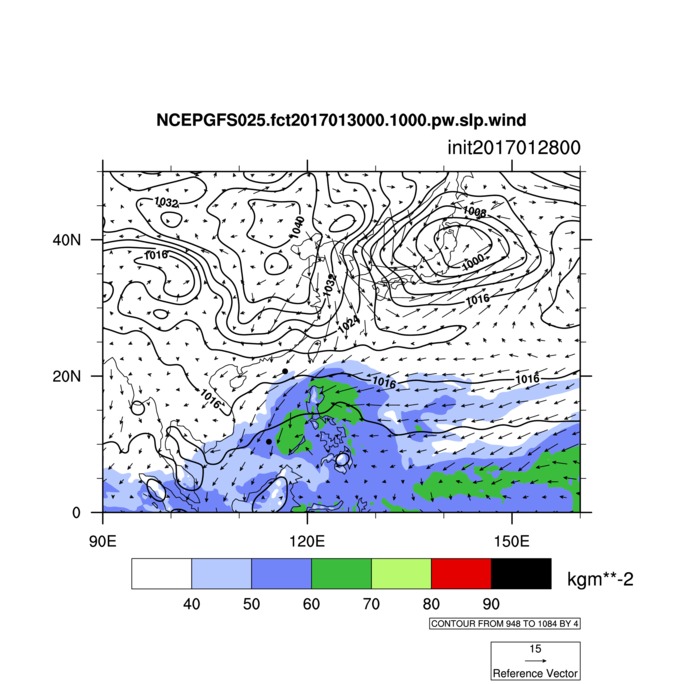 NCEPGFS025.fct2017013000.1000.pw.slp.wind
init2017012800
1032
1008
1040
40N
1016
1000
1032
1016
1024
20N
1016
1016
1016
0
90E 120E 150E
40 50 60 70 80 90
kgm**-2
CONTOUR FROM 948 TO 1084 BY 4
15
Reference Vector